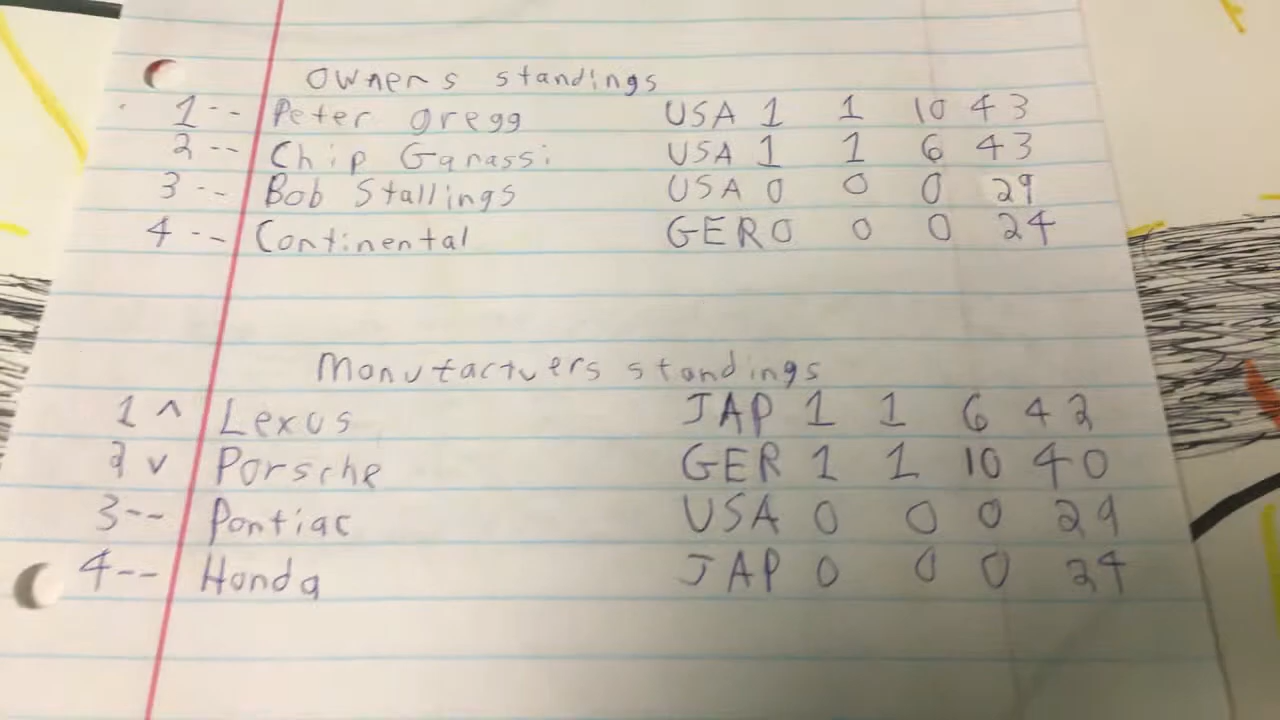 Owners standings
1 -- Peter gregg USA 1 1 10 43
2 -- Chip Ganassi USA 1 1 6 43
3 -- Bob Stallings USA 0 0 0 29
4 -- Continental GER 0 0 0 24
Manufactuers standings
1 ^ Lexus JAP 1 1 6 42
2 v Porsche GER 1 1 10 40
3 -- Pontiac USA 0 0 0 29
4 -- Honda JAP 0 0 0 24